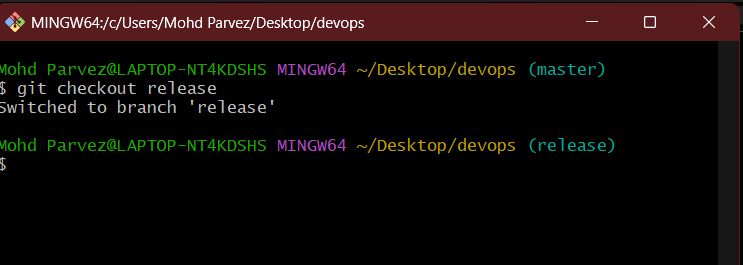 MINGW64:/c/Users/Mohd Parvez/Desktop/devops
Mohd Parvez@LAPTOP-NT4KDSHS MINGW64 ~/Desktop/devops (master)
$ git checkout release
Switched to branch 'release'
Mohd Parvez@LAPTOP-NT4KDSHS MINGW64 ~/Desktop/devops (release)
$